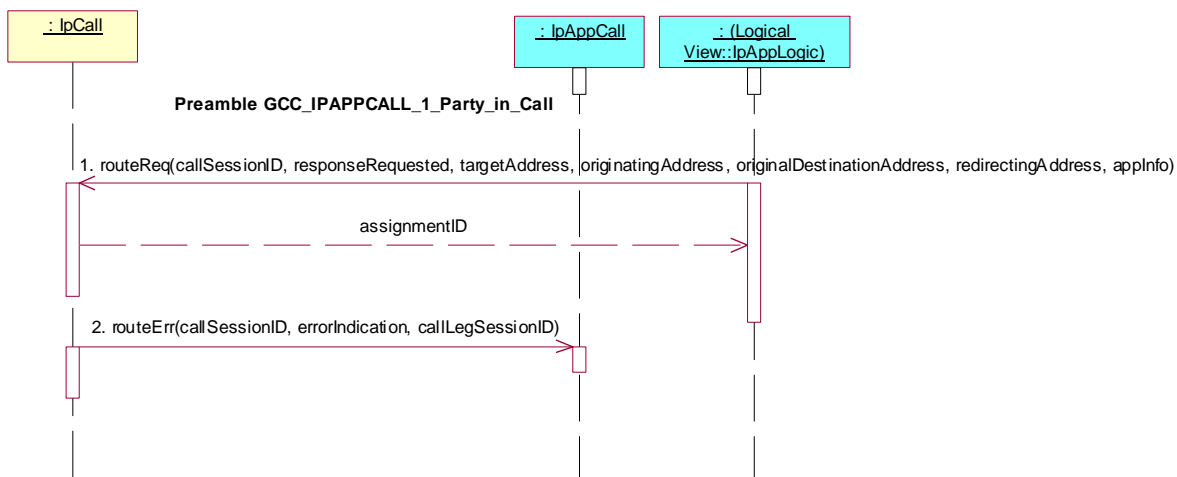 : IpCall
: IpAppCall
: (Logical
View::IpAppLogic)
Preamble GCC_IPAPPCALL_1_Party_in_Call
1. routeReq(callSessionID, responseRequested, targetAddress, originatingAddress, originalDestinationAddress, redirectingAddress, appInfo)
assignmentID
2. routeErr(callSessionID, errorIndication, callLegSessionID)